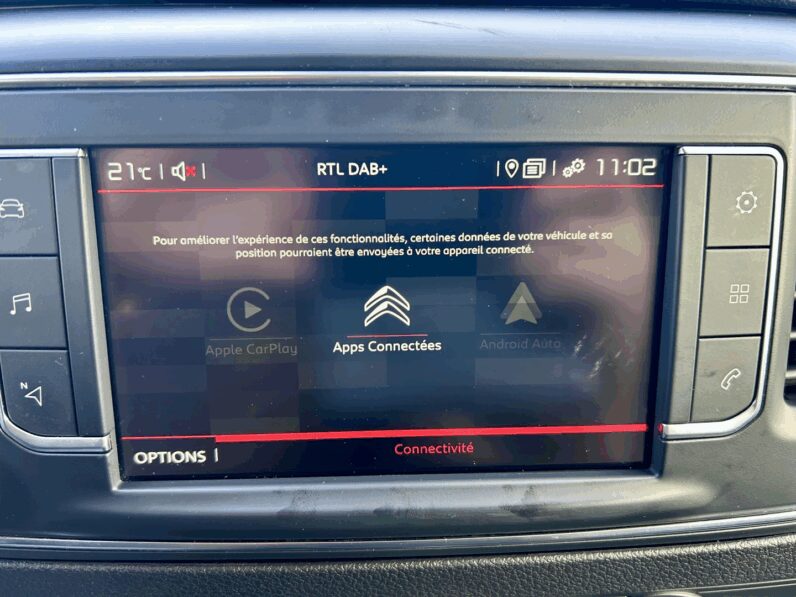 21°C RTL DAB+ 11:02
Pour améliorer l'expérience de ces fonctionnalités, certaines données de votre véhicule et sa
position pourraient être envoyées à votre appareil connecté.
Apple CarPlay Apps Connectées Android Auto
N
OPTIONS Connectivité